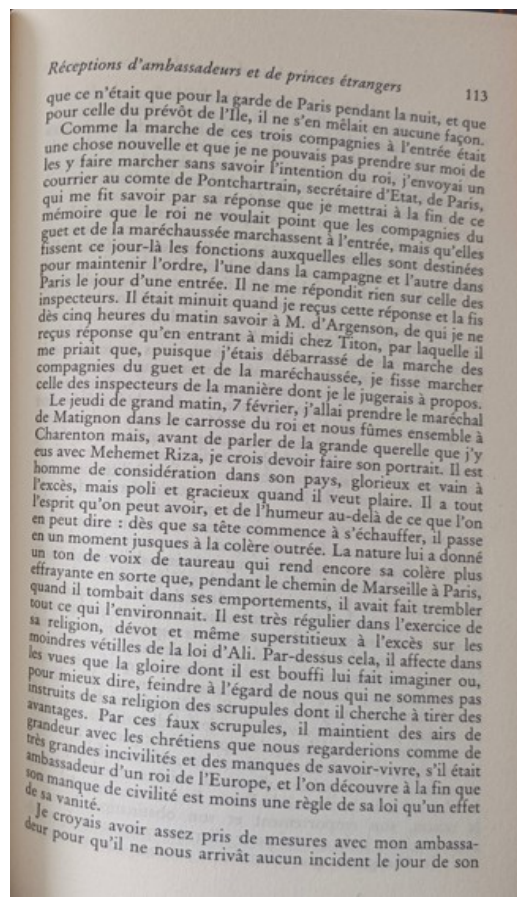 Réceptions d'ambassadeurs et de princes étrangers 113
que ce n'était que pour la garde de Paris pendant la nuit, et que
pour celle du prévôt de l'Île, il ne s'en mêlait en aucune façon.
Comme la marche de ces trois compagnies à l'entrée était
une chose nouvelle et que je ne pouvais pas prendre sur moi de
les y faire marcher sans savoir l'intention du roi, j'envoyai un
courrier au comte de Pontchartrain, secrétaire d'Etat, de Paris,
qui me fit savoir par sa réponse que je mettrai à la fin de ce
mémoire que le roi ne voulait point que les compagnies du
guet et de la maréchaussée marchassent à l'entrée, mais qu'elles
fissent ce jour-là les fonctions auxquelles elles sont destinées
pour maintenir l'ordre, l'une dans la campagne et l'autre dans
Paris le jour d'une entrée. Il ne me répondit rien sur celle des
inspecteurs. Il était minuit quand je reçus cette réponse et la fis
dès cinq heures du matin savoir à M. d'Argenson, de qui je ne
reçus réponse qu'en entrant à midi chez Titon, par laquelle il
me priait que, puisque j'étais débarrassé de la marche des
compagnies du guet et de la maréchaussée, je fisse marcher
celle des inspecteurs de la manière dont je le jugerais à propos.
Le jeudi de grand matin, 7 février, j'allai prendre le maréchal
de Matignon dans le carrosse du roi et nous fûmes ensemble à
Charenton mais, avant de parler de la grande querelle que j'y
eus avec Mehemet Riza, je crois devoir faire son portrait. Il est
homme de considération dans son pays, glorieux et vain à
l'excès, mais poli et gracieux quand il veut plaire. Il a tout
l'esprit qu'on peut avoir, et de l'humeur au-delà de ce que l'on
en peut dire : dès que sa tête commence à s'échauffer, il passe
en un moment jusques à la colère outrée. La nature lui a donné
un ton de voix de taureau qui rend encore sa colère plus
effrayante en sorte que, pendant le chemin de Marseille à Paris,
quand il tombait dans ses emportements, il avait fait trembler
tout ce qui l'environnait. Il est très régulier dans l'exercice de
sa religion, dévot et même superstitieux à l'excès sur les
moindres vétilles de la loi d'Ali. Par-dessus cela, il affecte dans
les vues que la gloire dont il est bouffi lui fait imaginer ou,
pour mieux dire, feindre à l'égard de nous qui ne sommes pas
instruits de sa religion des scrupules dont il cherche à tirer des
avantages. Par ces faux scrupules, il maintient des airs de
grandeur avec les chrétiens que nous regarderions comme de
très grandes incivilités et des manques de savoir-vivre, s'il était
ambassadeur d'un roi de l'Europe, et l'on découvre à la fin que
son manque de civilité est moins une règle de sa loi qu'un effet
de sa vanité.
Je croyais avoir assez pris de mesures avec mon ambassa-
deur pour qu'il ne nous arrivât aucun incident le jour de son